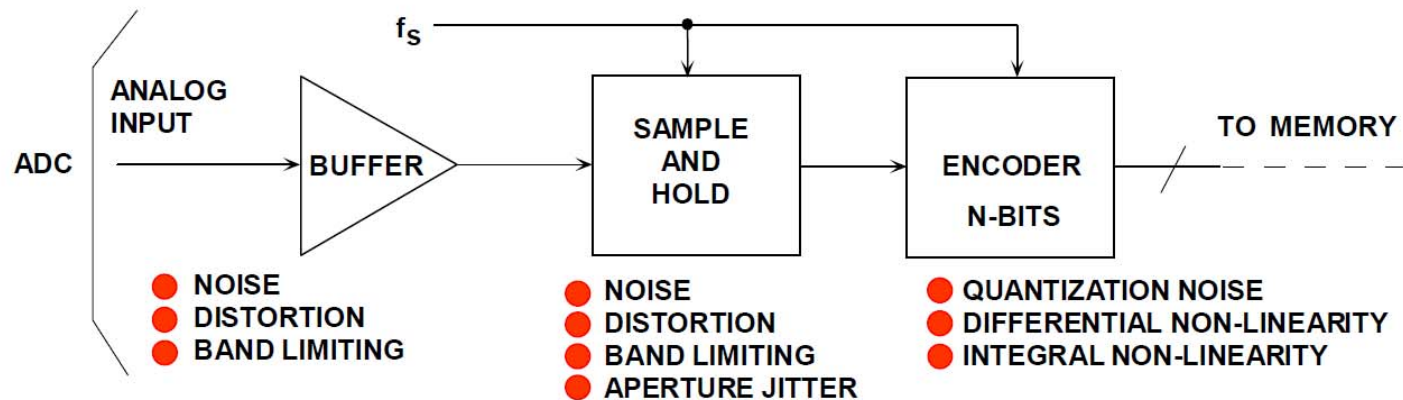 fS
ANALOG
INPUT
ADC
BUFFER
SAMPLE
AND
HOLD
ENCODER
N-BITS
TO MEMORY
NOISE
DISTORTION
BAND LIMITING
NOISE
DISTORTION
BAND LIMITING
APERTURE JITTER
QUANTIZATION NOISE
DIFFERENTIAL NON-LINEARITY
INTEGRAL NON-LINEARITY